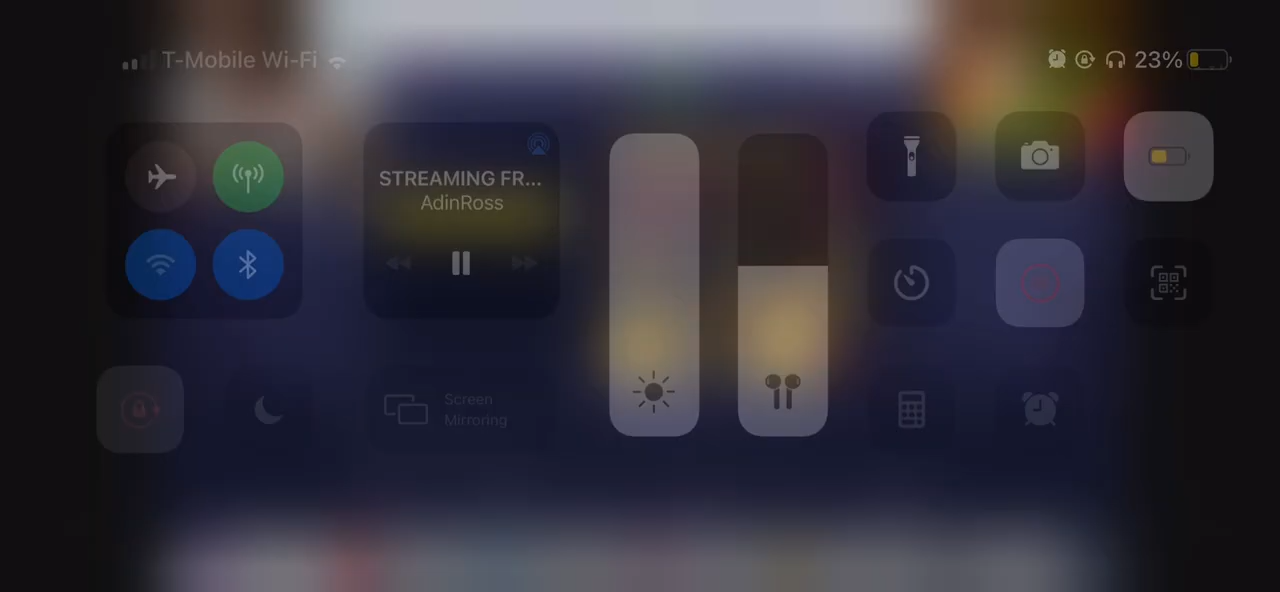 T-Mobile Wi-Fi
23%
STREAMING FR...
AdinRoss
Screen
Mirroring